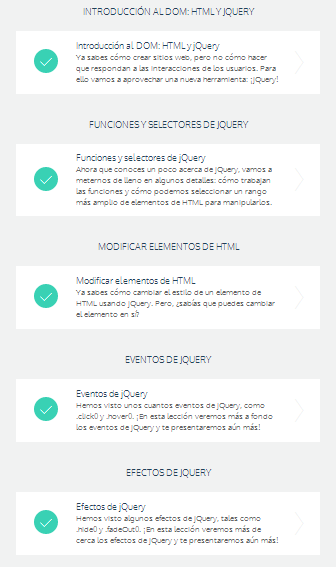 INTRODUCCIÓN AL DOM: HTML Y JQUERY
Introducción al DOM: HTML y jQuery
Ya sabes cómo crear sitios web, pero no cómo hacer
que respondan a las interacciones de los usuarios. Para
ello vamos a aprovechar una nueva herramienta: ¡jQuery!
FUNCIONES Y SELECTORES DE JQUERY
Funciones y selectores de jQuery
Ahora que conoces un poco acerca de jQuery, vamos a
meternos de lleno en algunos detalles: cómo trabajan
las funciones y cómo podemos seleccionar un rango
más amplio de elementos de HTML para manipularlos.
MODIFICAR ELEMENTOS DE HTML
Modificar elementos de HTML
Ya sabes cómo cambiar el estilo de un elemento de
HTML usando jQuery. Pero, ¿sabías que puedes cambiar
el elemento en sí?
EVENTOS DE JQUERY
Eventos de jQuery
Hemos visto unos cuantos eventos de jQuery, como
.click() y .hover(). ¡En esta lección veremos más a fondo
los eventos de jQuery y te presentaremos aún más!
EFECTOS DE JQUERY
Efectos de jQuery
Hemos visto algunos efectos de jQuery, tales como
.hide() y .fadeOut(). ¡En esta lección veremos más de
cerca los efectos de jQuery y te presentaremos aún más!